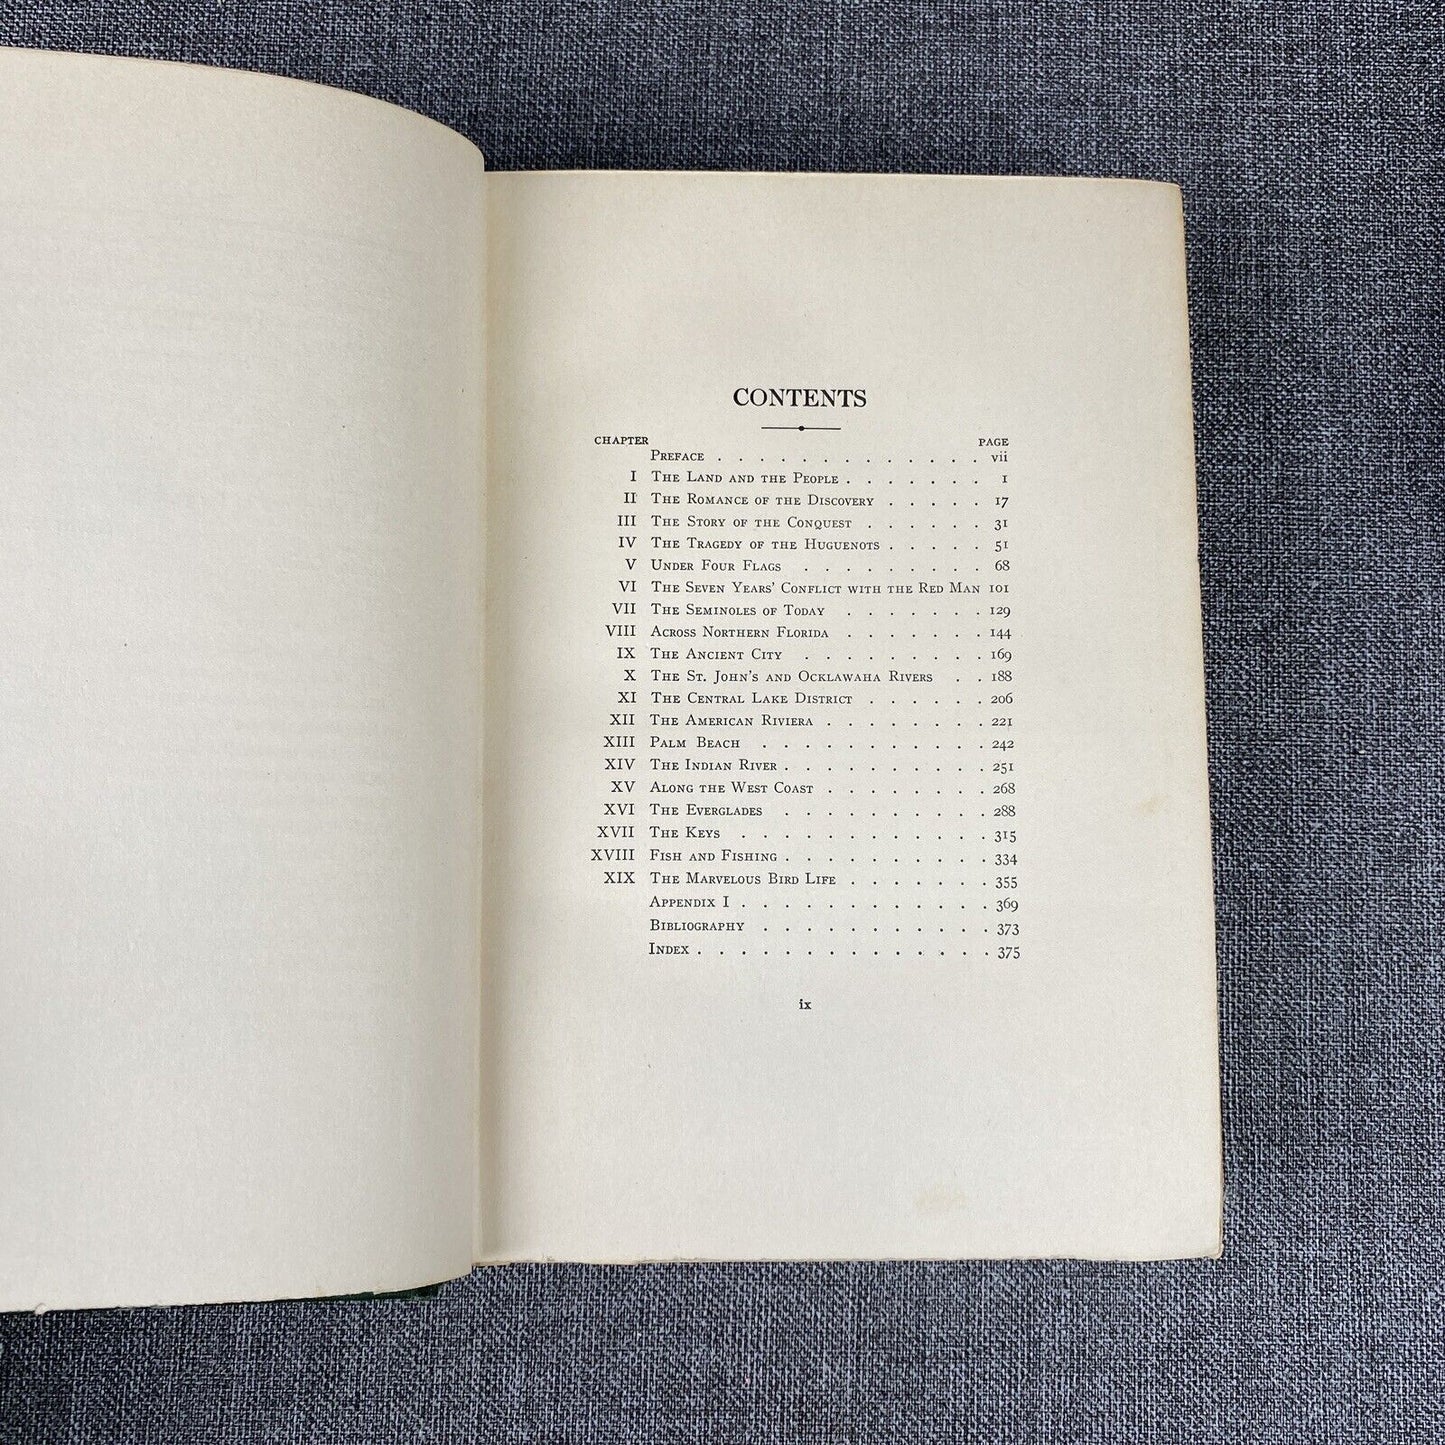 CONTENTS
CHAPTER PAGE
PREFACE . . . . . . . . . . . . . vii
I THE LAND AND THE PEOPLE . . . . . . . 1
II THE ROMANCE OF THE DISCOVERY . . . . . 17
III THE STORY OF THE CONQUEST . . . . . . 31
IV THE TRAGEDY OF THE HUGUENOTS . . . . . 51
V UNDER FOUR FLAGS . . . . . . . . . 68
VI THE SEVEN YEARS' CONFLICT WITH THE RED MAN 101
VII THE SEMINOLES OF TODAY . . . . . . . 129
VIII ACROSS NORTHERN FLORIDA . . . . . . . 144
IX THE ANCIENT CITY . . . . . . . . . 169
X THE ST. JOHN'S AND OCKLAWAHA RIVERS . . 188
XI THE CENTRAL LAKE DISTRICT . . . . . . 206
XII THE AMERICAN RIVIERA . . . . . . . . 221
XIII PALM BEACH . . . . . . . . . . . 242
XIV THE INDIAN RIVER . . . . . . . . . . 251
XV ALONG THE WEST COAST . . . . . . . . 268
XVI THE EVERGLADES . . . . . . . . . . 288
XVII THE KEYS . . . . . . . . . . . . 315
XVIII FISH AND FISHING . . . . . . . . . . 334
XIX THE MARVELOUS BIRD LIFE . . . . . . . 355
APPENDIX I . . . . . . . . . . . . 369
BIBLIOGRAPHY . . . . . . . . . . . 373
INDEX . . . . . . . . . . . . . . 375
ix